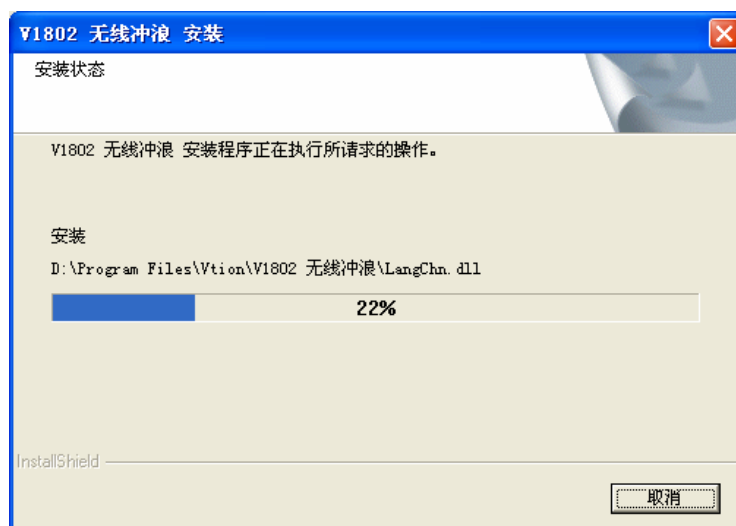 V1802 无线冲浪 安装
安装状态
V1802 无线冲浪 安装程序正在执行所请求的操作。
安装
D:\Program Files\Vtion\V1802 无线冲浪\LangChn.dll
22%
InstallShield
取消